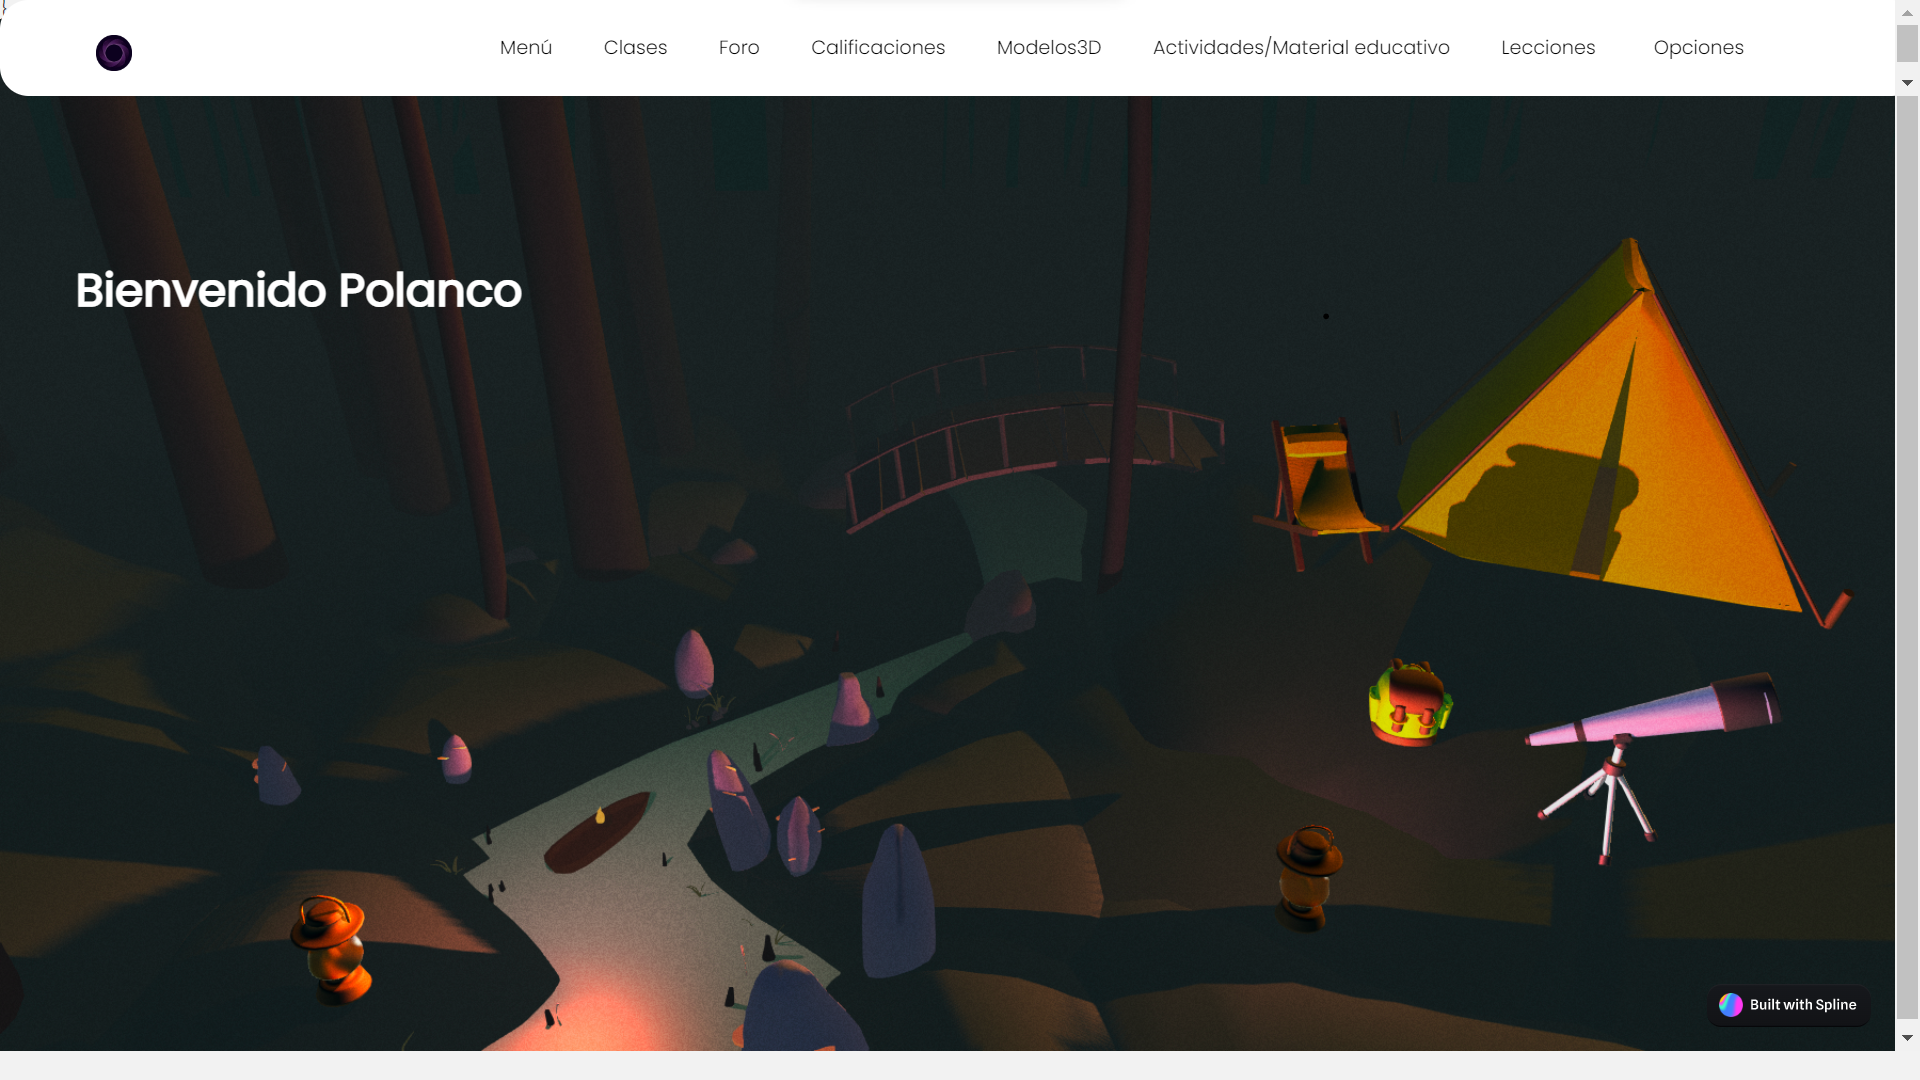 Menú
Clases
Foro
Calificaciones
Modelos3D
Actividades/Material educativo
Lecciones
Opciones
Bienvenido Polanco
Built with Spline